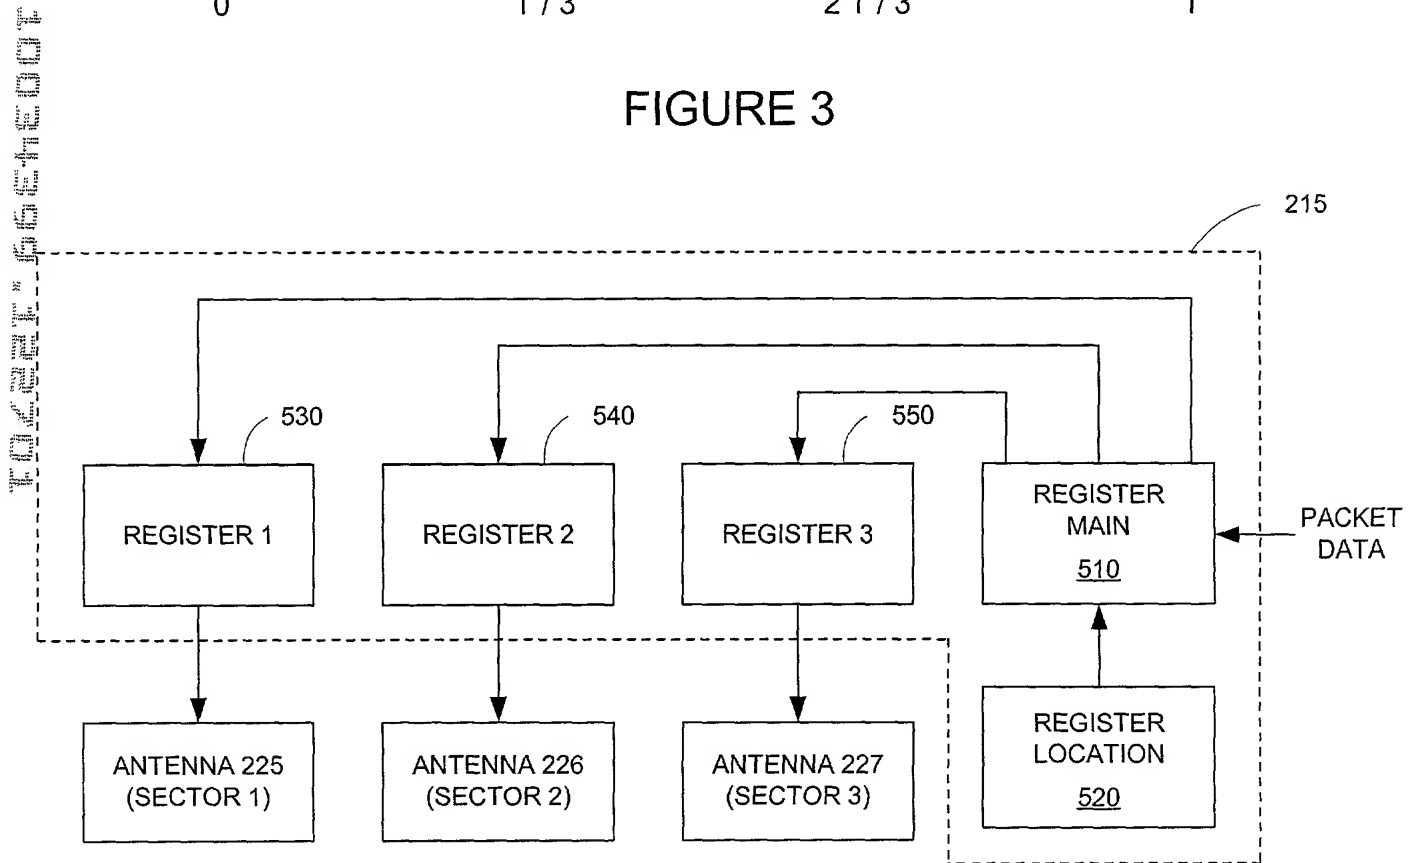 0 1 / 3 2 1 / 3 1
FIGURE 3
215
530
540
550
REGISTER 1
REGISTER 2
REGISTER 3
REGISTER
MAIN
510
PACKET
DATA
ANTENNA 225
(SECTOR 1)
ANTENNA 226
(SECTOR 2)
ANTENNA 227
(SECTOR 3)
REGISTER
LOCATION
520